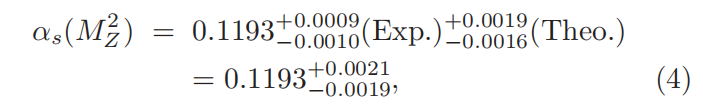 α_s(M_Z^2) = 0.1193^{+0.0009}_{−0.0010}(Exp.)^{+0.0019}_{−0.0016}(Theo.)
= 0.1193^{+0.0021}_{−0.0019}, (4)